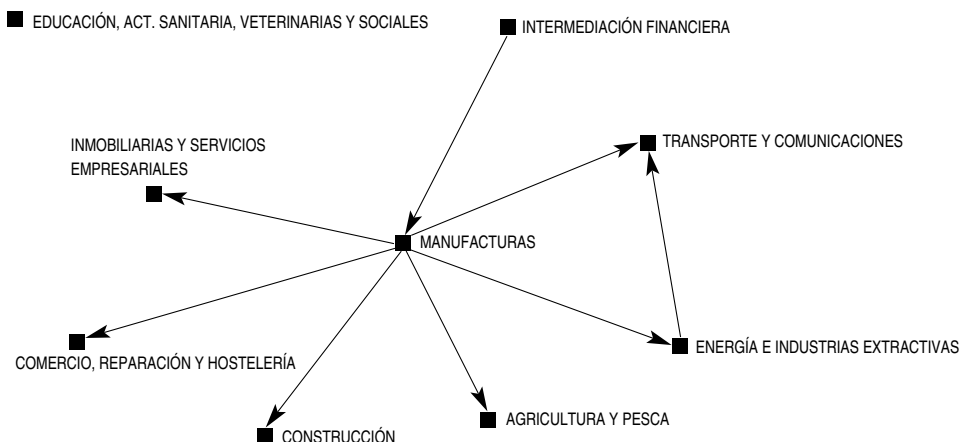 EDUCACIÓN, ACT. SANITARIA, VETERINARIAS Y SOCIALES
INTERMEDIACIÓN FINANCIERA
INMOBILIARIAS Y SERVICIOS
EMPRESARIALES
TRANSPORTE Y COMUNICACIONES
MANUFACTURAS
COMERCIO, REPARACIÓN Y HOSTELERÍA
ENERGÍA E INDUSTRIAS EXTRACTIVAS
AGRICULTURA Y PESCA
CONSTRUCCIÓN